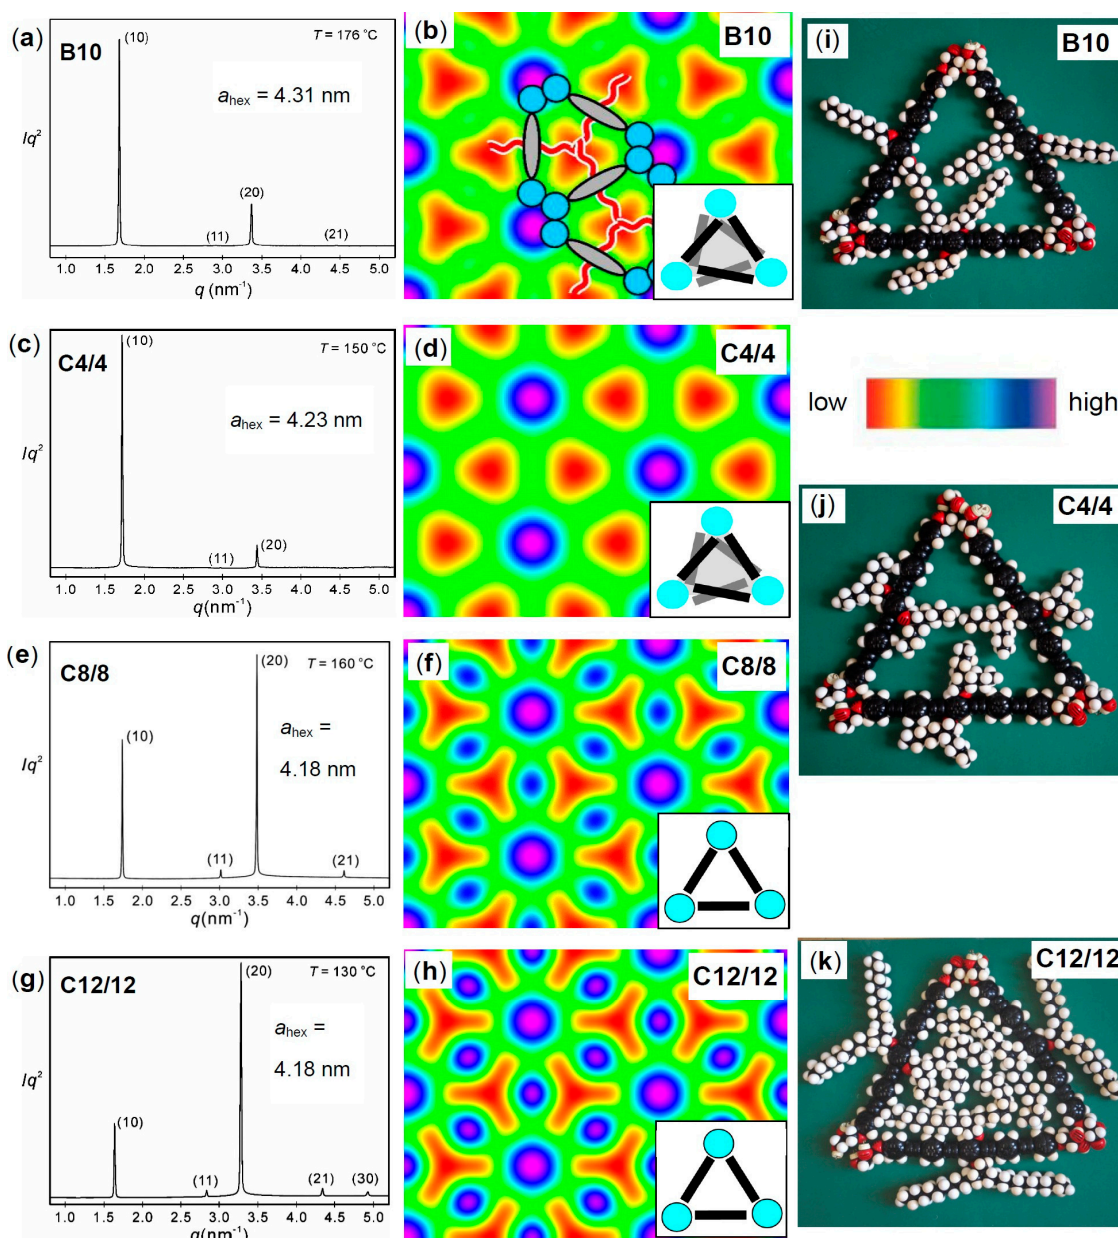 (a)
B10
T = 176 °C
(10)
a_hex = 4.31 nm
Iq²
(20)
(11)
(21)
1.0 1.5 2.0 2.5 3.0 3.5 4.0 4.5 5.0
q (nm⁻¹)
(b)
B10
(i)
B10
(c)
C4/4
T = 150 °C
(10)
a_hex = 4.23 nm
Iq²
(11)
(20)
1.0 1.5 2.0 2.5 3.0 3.5 4.0 4.5 5.0
q(nm⁻¹)
(d)
C4/4
low
high
(j)
C4/4
(e)
C8/8
(20)
T = 160 °C
(10)
a_hex =
4.18 nm
Iq²
(11)
(21)
1.0 1.5 2.0 2.5 3.0 3.5 4.0 4.5 5.0
q(nm⁻¹)
(f)
C8/8
(g)
C12/12
(20)
T = 130 °C
a_hex =
4.18 nm
Iq²
(10)
(11)
(21)
(30)
1.0 1.5 2.0 2.5 3.0 3.5 4.0 4.5 5.0
q(nm⁻¹)
(h)
C12/12
(k)
C12/12